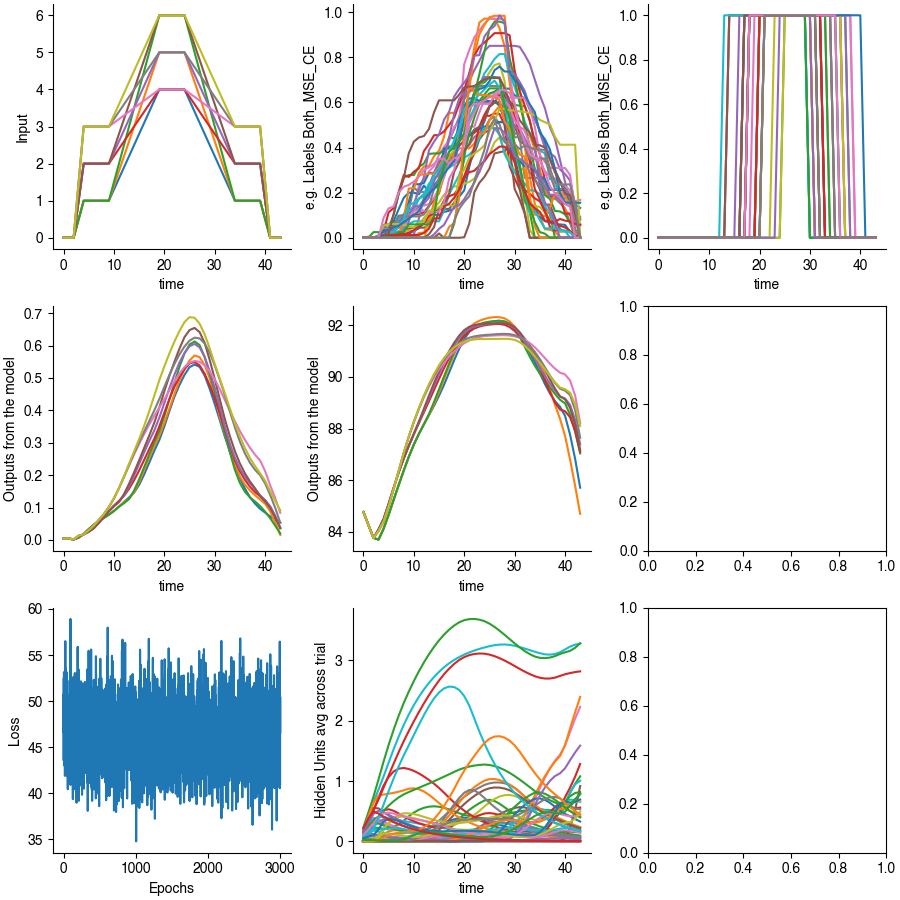 6
5
4
3
2
1
0
Input
0 10 20 30 40
time
1.0
0.8
0.6
0.4
0.2
0.0
e.g. Labels Both_MSE_CE
0 10 20 30 40
time
1.0
0.8
0.6
0.4
0.2
0.0
e.g. Labels Both_MSE_CE
0 10 20 30 40
time
0.7
0.6
0.5
0.4
0.3
0.2
0.1
0.0
Outputs from the model
0 10 20 30 40
time
92
90
88
86
84
Outputs from the model
0 10 20 30 40
time
1.0
0.8
0.6
0.4
0.2
0.0
0.0 0.2 0.4 0.6 0.8 1.0
60
55
50
45
40
35
Loss
0 1000 2000 3000
Epochs
3
2
1
0
Hidden Units avg across trial
0 10 20 30 40
time
1.0
0.8
0.6
0.4
0.2
0.0
0.0 0.2 0.4 0.6 0.8 1.0